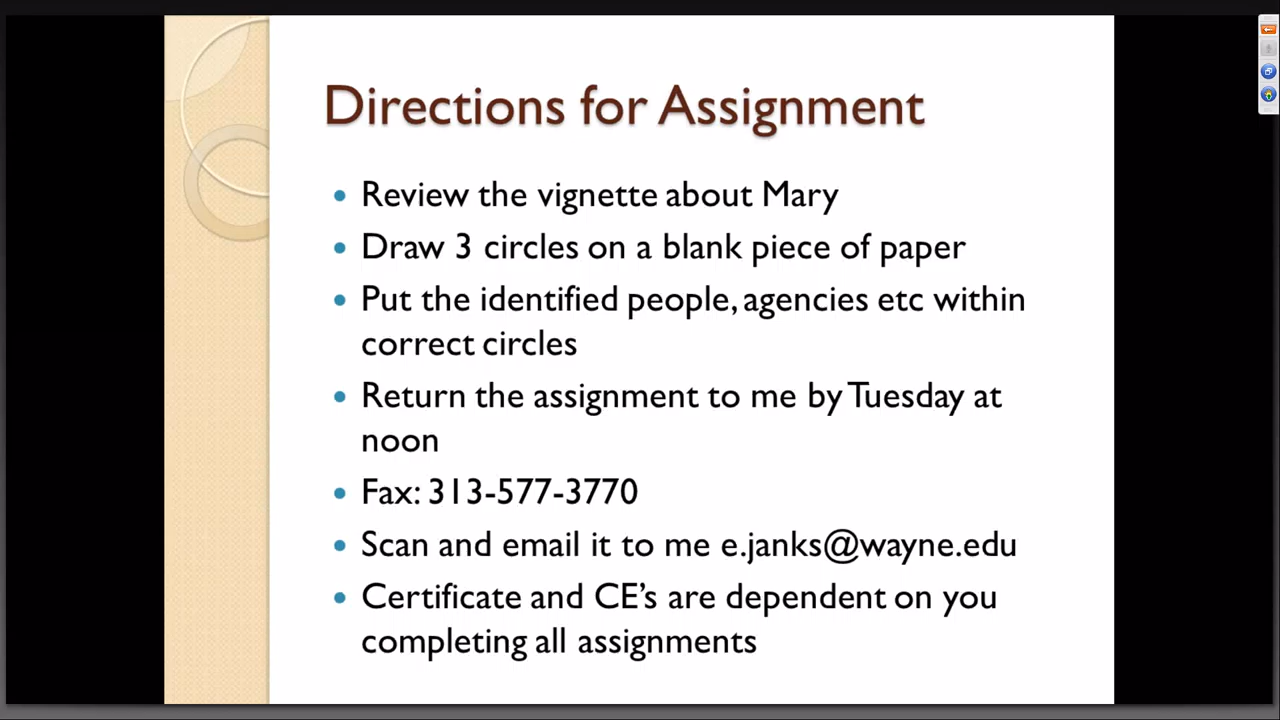 Directions for Assignment
• Review the vignette about Mary
• Draw 3 circles on a blank piece of paper
• Put the identified people, agencies etc within
correct circles
• Return the assignment to me by Tuesday at
noon
• Fax: 313-577-3770
• Scan and email it to me e.janks@wayne.edu
• Certificate and CE’s are dependent on you
completing all assignments